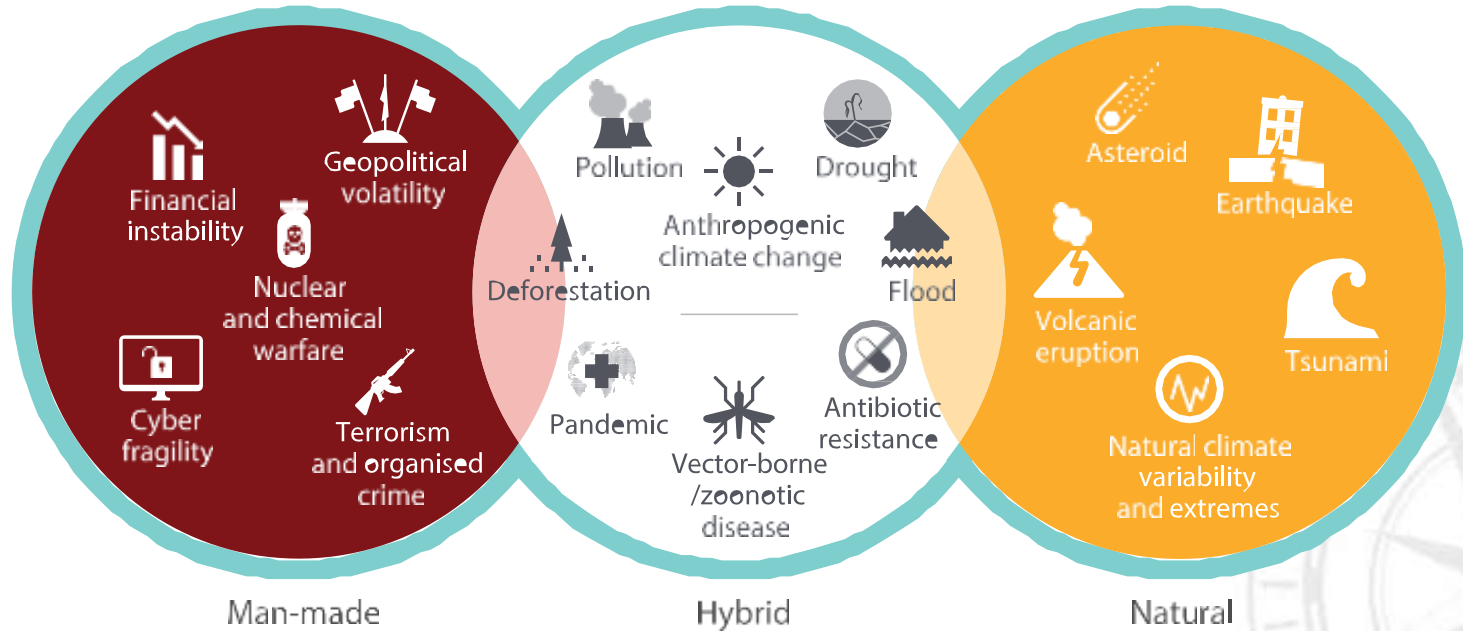 Financial
instability
Geopolitical
volatility
Nuclear
and chemical
warfare
Cyber
fragility
Terrorism
and organised
crime
Man-made
Pollution
Drought
Anthropogenic
climate change
Deforestation
Flood
Pandemic
Vector-borne
/zoonotic
disease
Antibiotic
resistance
Hybrid
Asteroid
Earthquake
Volcanic
eruption
Tsunami
Natural climate
variability
and extremes
Natural